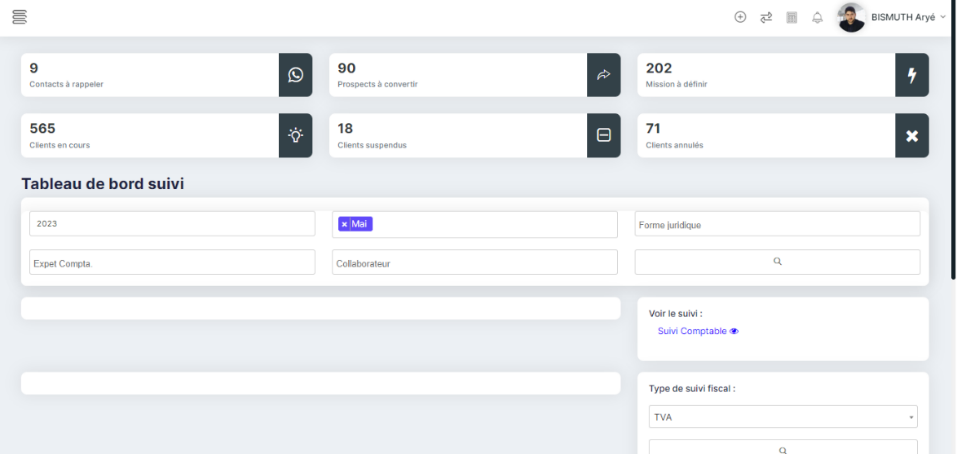 BISMUTH Aryé
9
Contacts à rappeler
90
Prospects à convertir
202
Mission à définir
565
Clients en cours
18
Clients suspendus
71
Clients annulés
Tableau de bord suivi
2023
× Mai
Forme juridique
Expet Compta.
Collaborateur
Voir le suivi :
Suivi Comptable
Type de suivi fiscal :
TVA